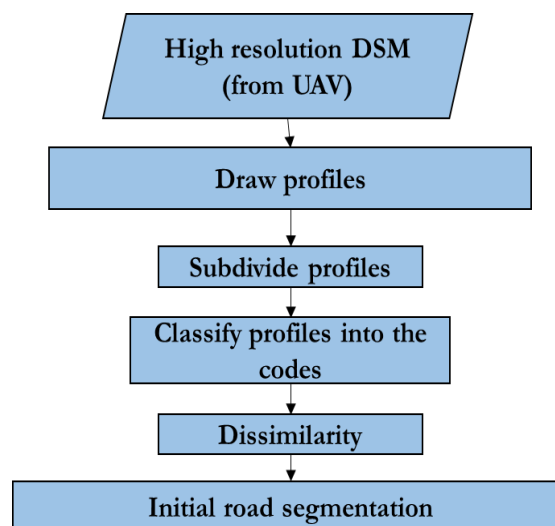 High resolution DSM
(from UAV)
Draw profiles
Subdivide profiles
Classify profiles into the
codes
Dissimilarity
Initial road segmentation